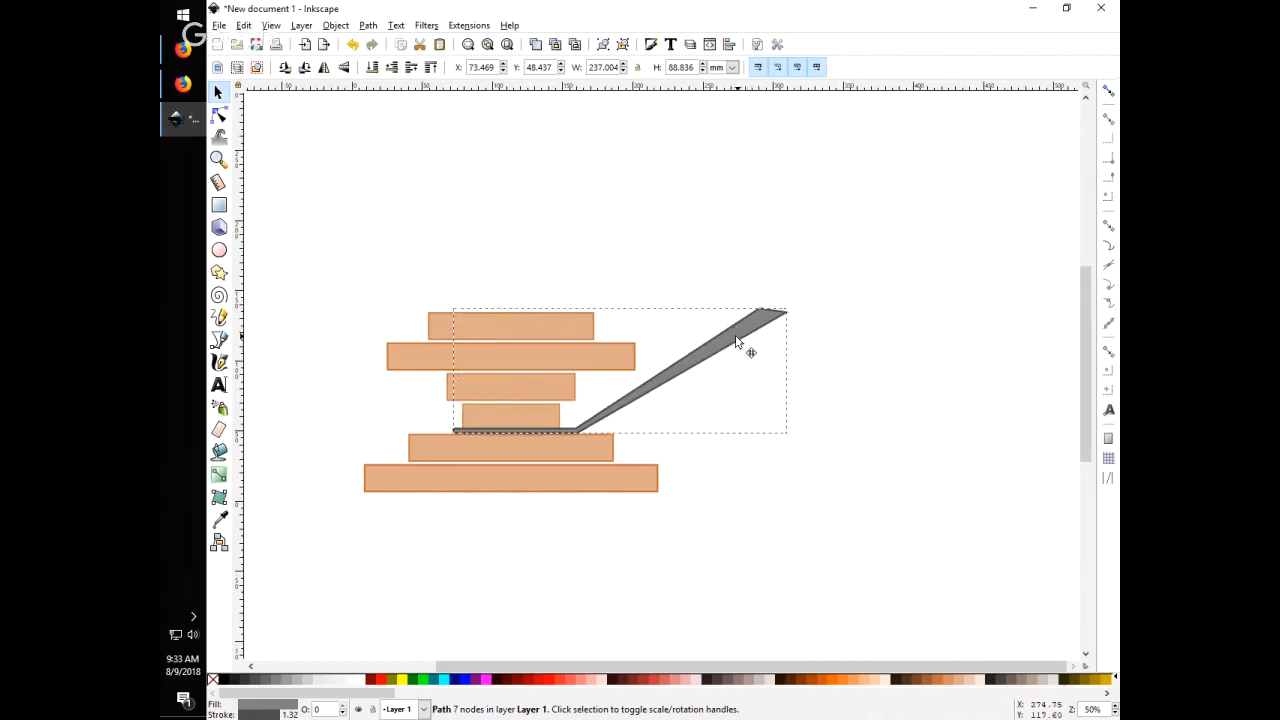 *New document 1 - Inkscape
File Edit View Layer Object Path Text Filters Extensions Help
X: 73.469 Y: 48.437 W: 237.004 H: 88.836 mm
9:33 AM
8/9/2018
Fill:
Stroke: 1.32 O: 0 Layer 1 Path 7 nodes in layer Layer 1. Click selection to toggle scale/rotation handles.
X: 274.75
Y: 117.60
Z: 50%